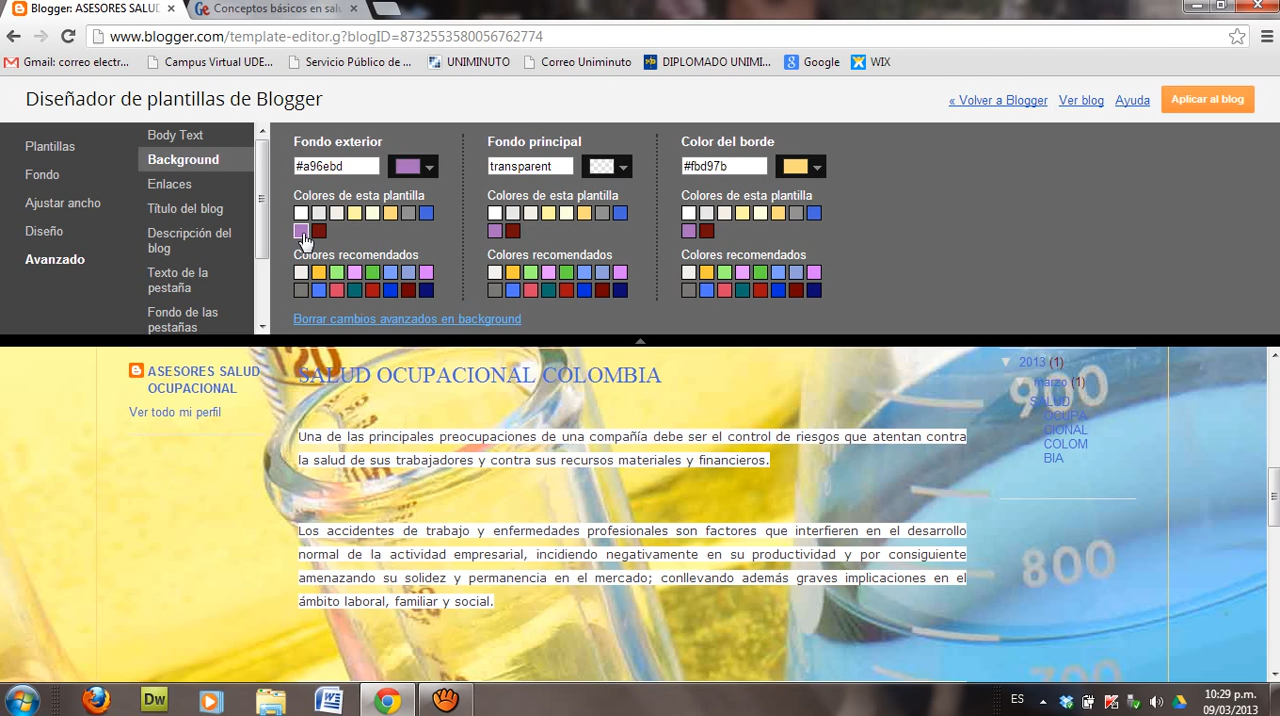 Blogger: ASESORES SALUD
Conceptos básicos en salu
www.blogger.com/template-editor.g?blogID=8732553580056762774
Gmail: correo electr...
Campus Virtual UDE...
Servicio Público de ...
UNIMINUTO
Correo Uniminuto
DIPLOMADO UNIMI...
Google
WIX
Diseñador de plantillas de Blogger
« Volver a Blogger
Ver blog
Ayuda
Aplicar al blog
Plantillas
Fondo
Ajustar ancho
Diseño
Avanzado
Body Text
Background
Enlaces
Título del blog
Descripción del
blog
Texto de la
pestaña
Fondo de las
pestañas
Fondo exterior
#a96ebd
Colores de esta plantilla
Colores recomendados
Fondo principal
transparent
Colores de esta plantilla
Colores recomendados
Color del borde
#fbd97b
Colores de esta plantilla
Colores recomendados
Borrar cambios avanzados en background
ASESORES SALUD
OCUPACIONAL
Ver todo mi perfil
SALUD OCUPACIONAL COLOMBIA
Una de las principales preocupaciones de una compañía debe ser el control de riesgos que atentan contra
la salud de sus trabajadores y contra sus recursos materiales y financieros.
Los accidentes de trabajo y enfermedades profesionales son factores que interfieren en el desarrollo
normal de la actividad empresarial, incidiendo negativamente en su productividad y por consiguiente
amenazando su solidez y permanencia en el mercado; conllevando además graves implicaciones en el
ámbito laboral, familiar y social.
2013 (1)
marzo (1)
SALUD
OCUPA
CIONAL
COLOM
BIA
900
800
700
Dw
ES
10:29 p.m.
09/03/2013